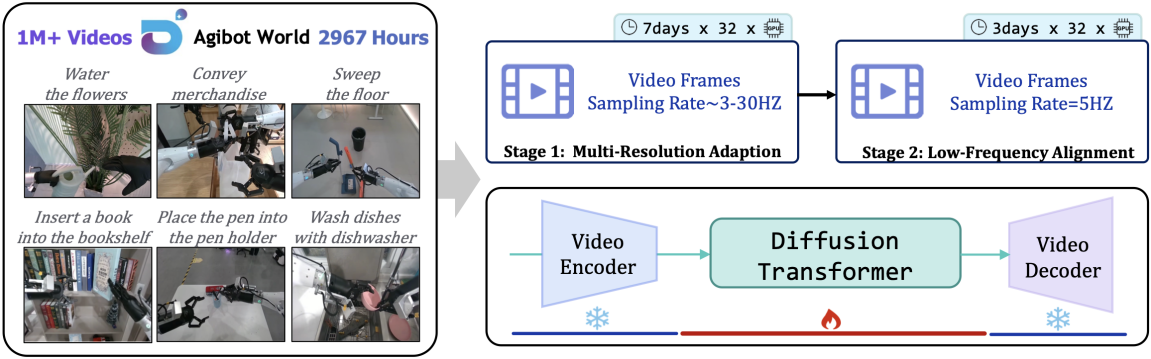 1M+ Videos Agibot World 2967 Hours
Water
the flowers
Convey
merchandise
Sweep
the floor
Insert a book
into the bookshelf
Place the pen into
the pen holder
Wash dishes
with dishwasher
7days x 32 x GPU
Video Frames
Sampling Rate~3-30HZ
Stage 1: Multi-Resolution Adaption
3days x 32 x GPU
Video Frames
Sampling Rate=5HZ
Stage 2: Low-Frequency Alignment
Video
Encoder
Diffusion
Transformer
Video
Decoder